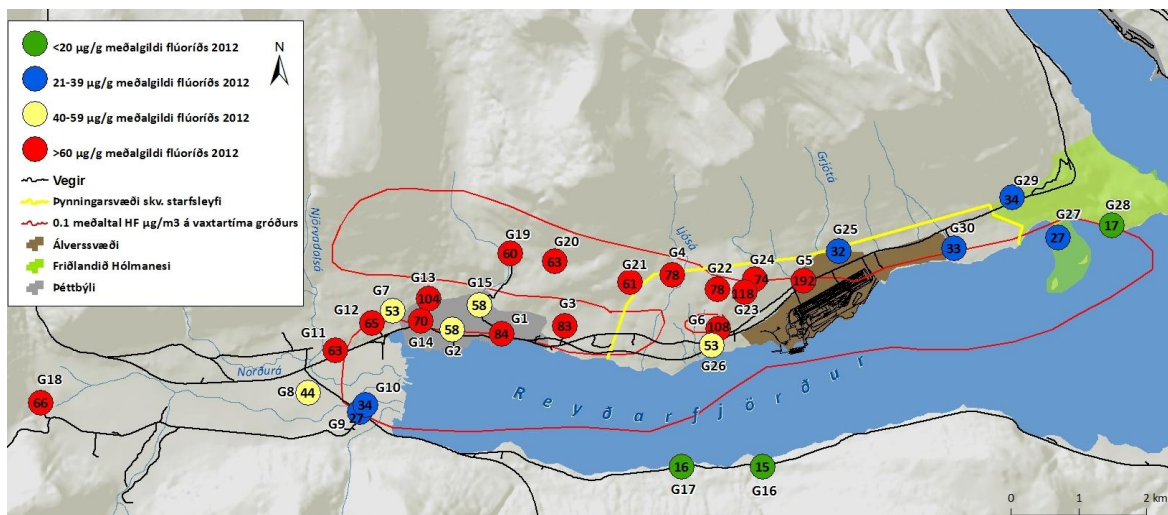 <20 µg/g meðalgildi flúoríðs 2012
21-39 µg/g meðalgildi flúoríðs 2012
40-59 µg/g meðalgildi flúoríðs 2012
>60 µg/g meðalgildi flúoríðs 2012
Vegir
Þynningarsvæði skv. starfsleyfi
0.1 meðaltal HF µg/m3 á vaxtartíma gróðurs
Álverssvæði
Friðlandið Hólmanesi
Þéttbýli
N
Njörvadalsá
Ljósá
Grjótá
Norðurá
Reyðarfjörður
G29
34
G28
17
G27
27
G30
33
G25
32
G5
192
G24
74
G23
118
G22
78
G4
78
G21
61
G20
63
G19
60
G15
58
G13
104
G7
53
G12
65
G14
70
G2
58
G1
84
G3
83
G6
108
G26
53
G11
63
G18
66
G8
44
G10
34
G9
27
G17
16
G16
15
0 1 2 km